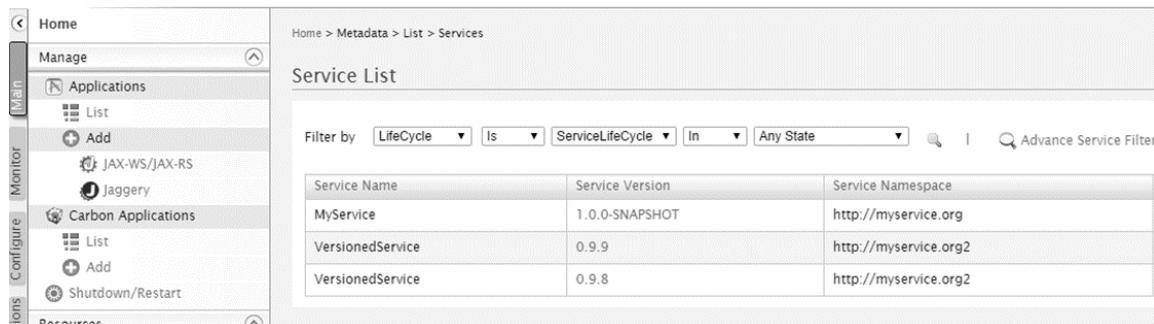 Home
Manage
Applications
List
Add
JAX-WS/JAX-RS
Jaggery
Carbon Applications
List
Add
Shutdown/Restart
Resources
Main
Monitor
Configure
Home > Metadata > List > Services
Service List
Filter by LifeCycle Is ServiceLifeCycle In Any State | Advance Service Filter
Service Name Service Version Service Namespace
MyService 1.0.0-SNAPSHOT http://myservice.org
VersionedService 0.9.9 http://myservice.org2
VersionedService 0.9.8 http://myservice.org2